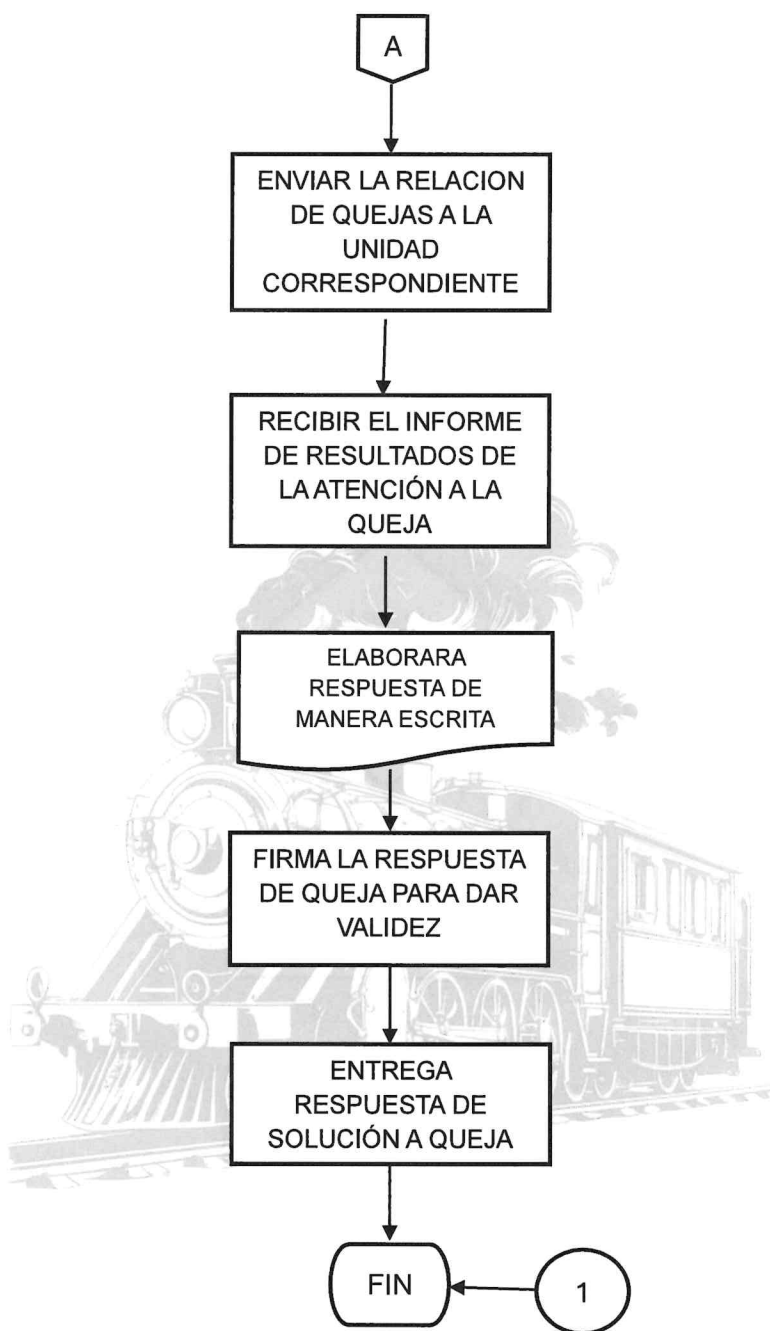 A
ENVIAR LA RELACION
DE QUEJAS A LA
UNIDAD
CORRESPONDIENTE
RECIBIR EL INFORME
DE RESULTADOS DE
LA ATENCIÓN A LA
QUEJA
ELABORARA
RESPUESTA DE
MANERA ESCRITA
FIRMA LA RESPUESTA
DE QUEJA PARA DAR
VALIDEZ
ENTREGA
RESPUESTA DE
SOLUCIÓN A QUEJA
FIN
1